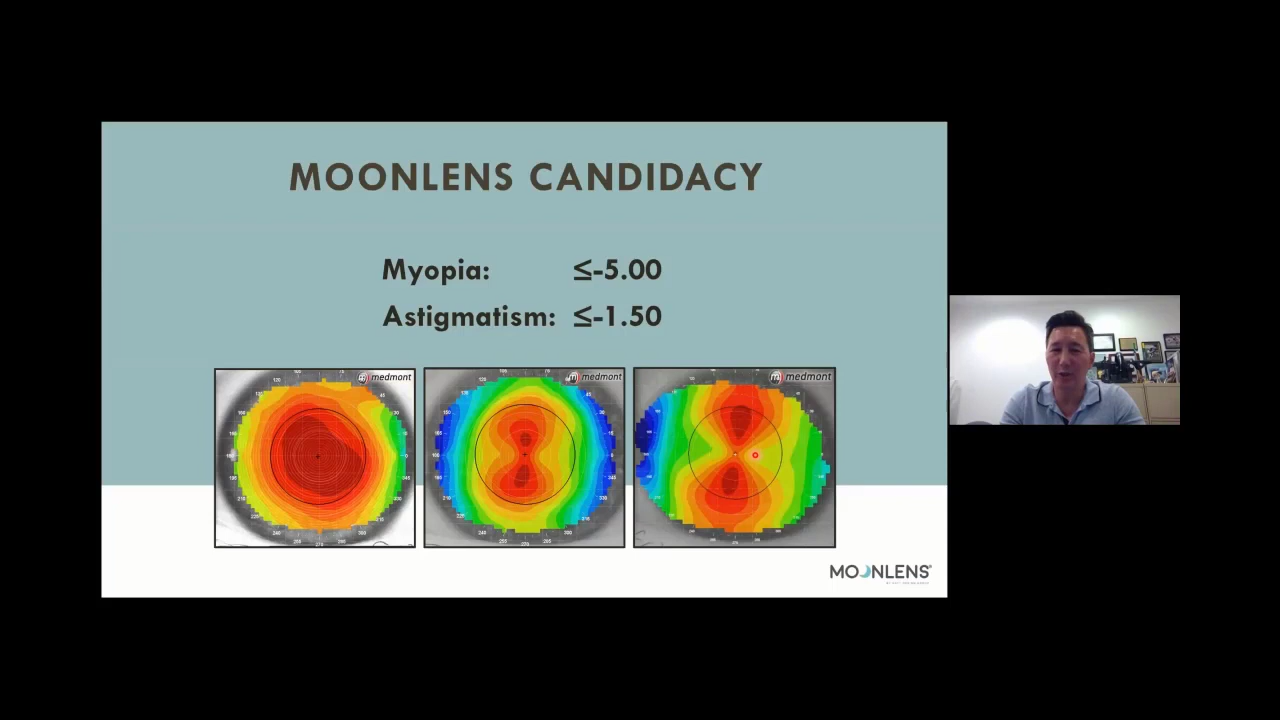 MOONLENS CANDIDACY
Myopia: ≤-5.00
Astigmatism: ≤-1.50
medmont
medmont
medmont
MOONLENS®